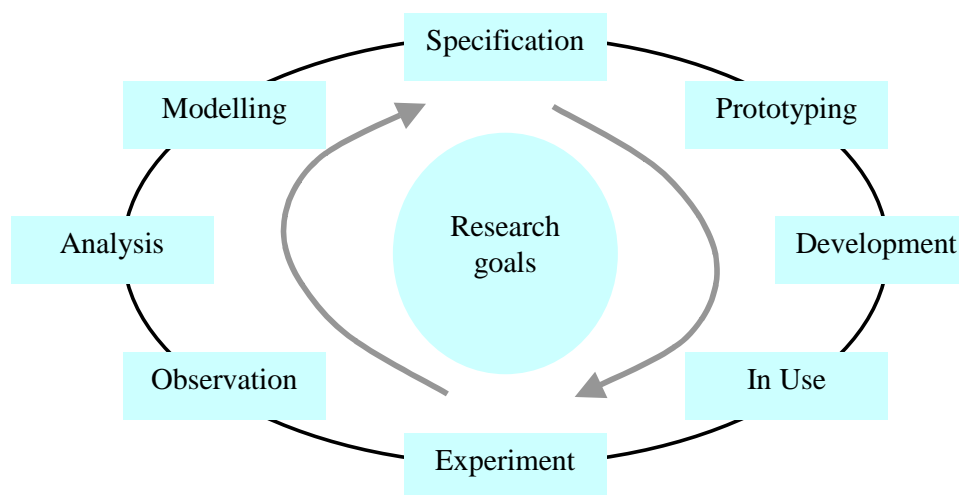 Specification
Modelling
Prototyping
Research
goals
Analysis
Development
Observation
In Use
Experiment